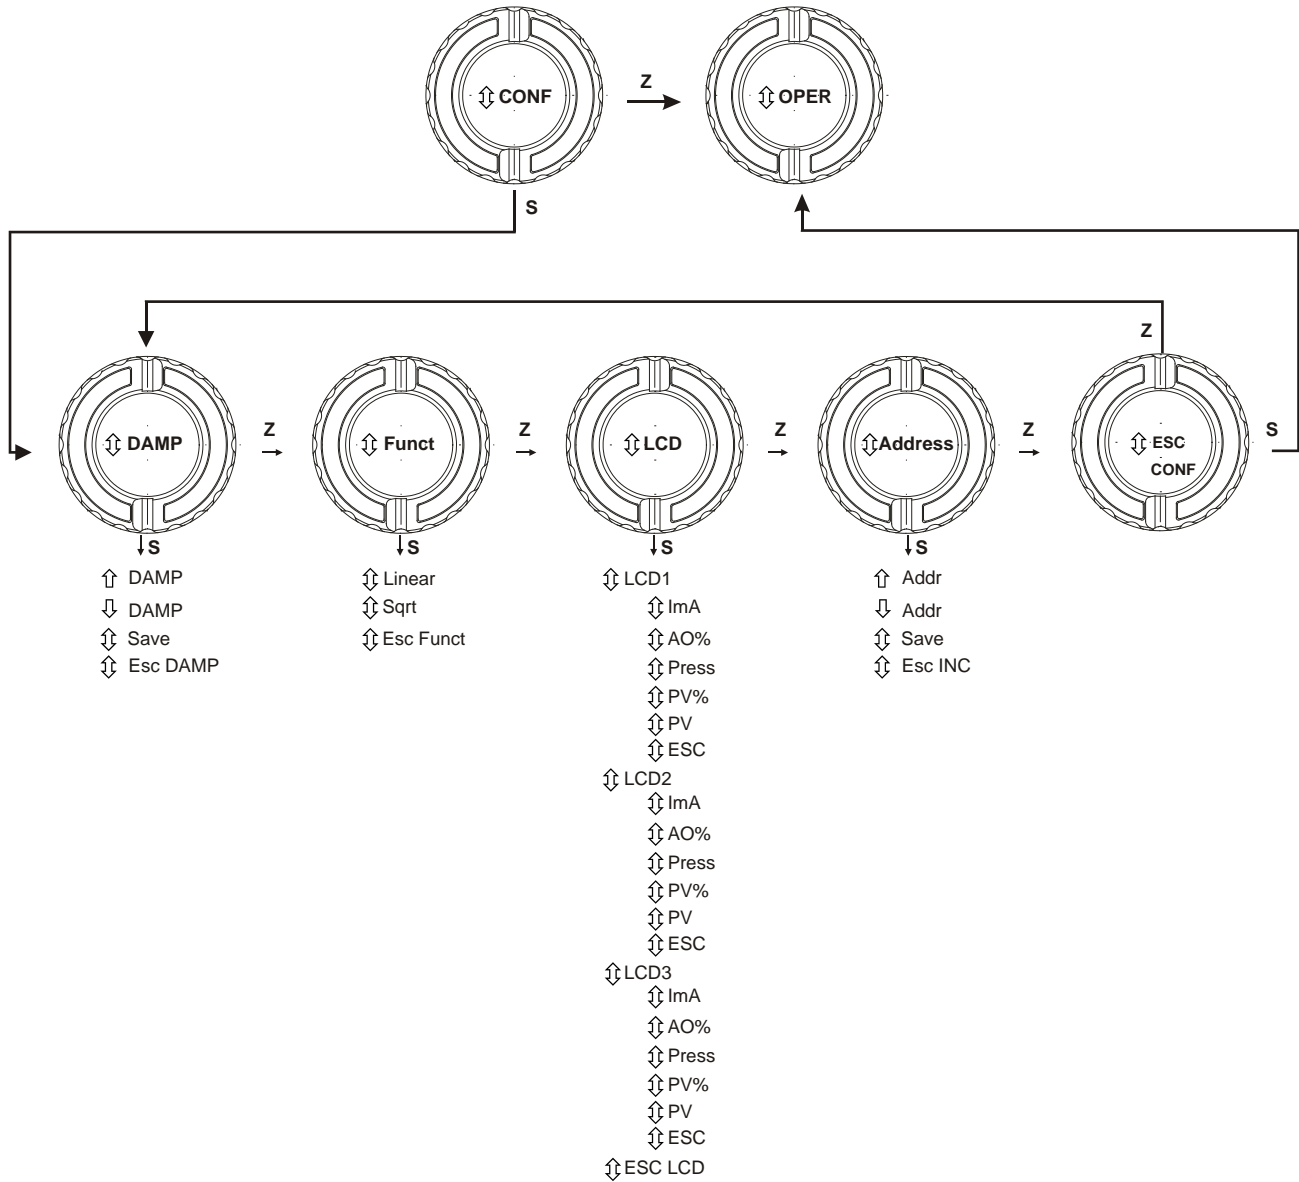 CONF
Z
OPER
S
Z
DAMP
Z
Funct
Z
LCD
Z
Address
Z
ESC
CONF
S
S
DAMP
DAMP
Save
Esc DAMP
S
Linear
Sqrt
Esc Funct
S
LCD1
ImA
AO%
Press
PV%
PV
ESC
LCD2
ImA
AO%
Press
PV%
PV
ESC
LCD3
ImA
AO%
Press
PV%
PV
ESC
ESC LCD
S
Addr
Addr
Save
Esc INC